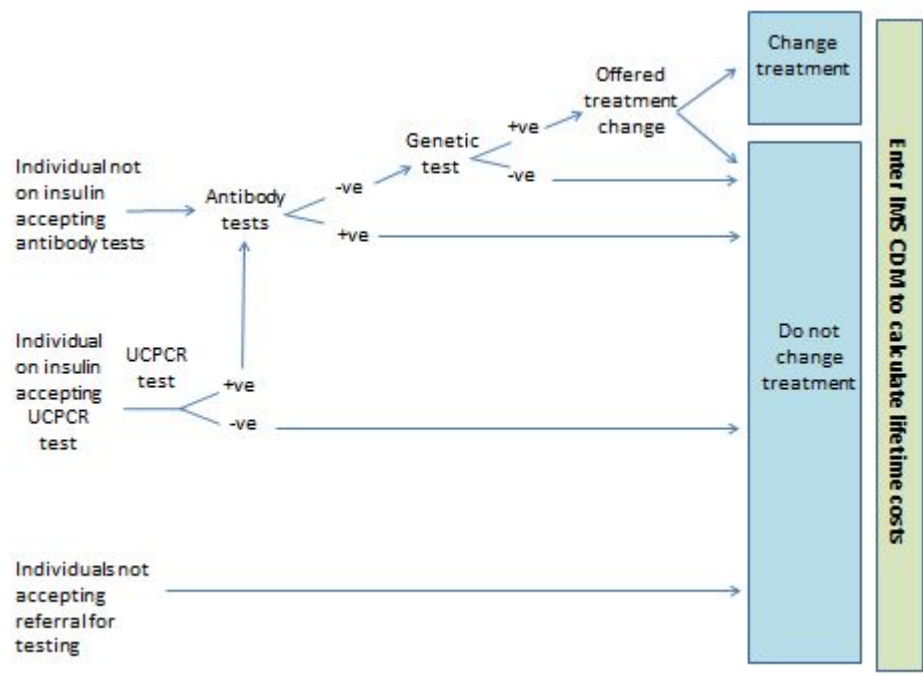 Change
treatment
Offered
treatment
change
+ve
Genetic
test
-ve
-ve
Individual not
on insulin
accepting
antibody tests
Antibody
tests
+ve
Individual
on insulin
accepting
UCPCR
test
UCPCR
test
+ve
-ve
Do not
change
treatment
Individuals not
accepting
referral for
testing
Enter IMS CDM to calculate lifetime costs